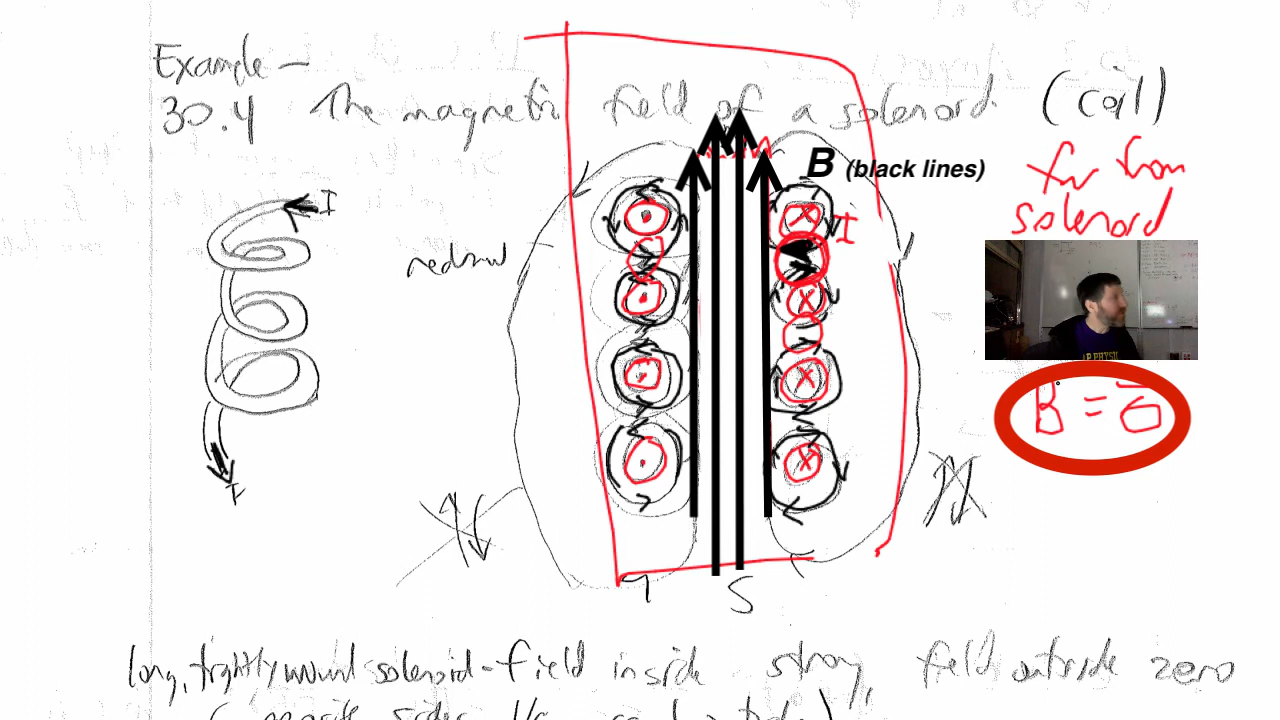 Example -
30.4 The magnetic field of a solenoid. (coil)
far from
solenoid
B (black lines)
I
I
redraw
B = 0
I
S
long, tightly wound solenoid - field inside strong, field outside zero